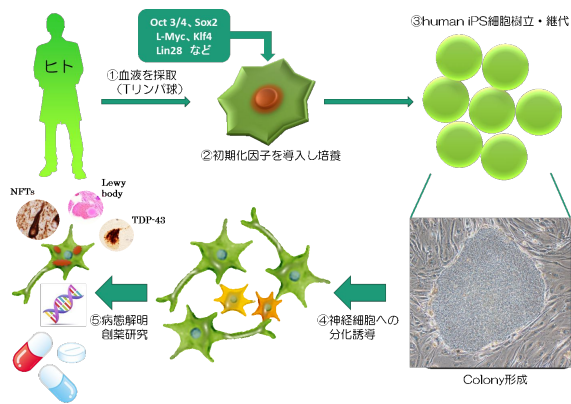 ヒト
Oct 3/4、Sox2
L-Myc、Klf4
Lin28 など
①血液を採取
（Tリンパ球）
②初期化因子を導入し培養
③human iPS細胞樹立・継代
Colony形成
④神経細胞への
分化誘導
⑤病態解明
創薬研究
NFTs
Lewy
body
TDP-43